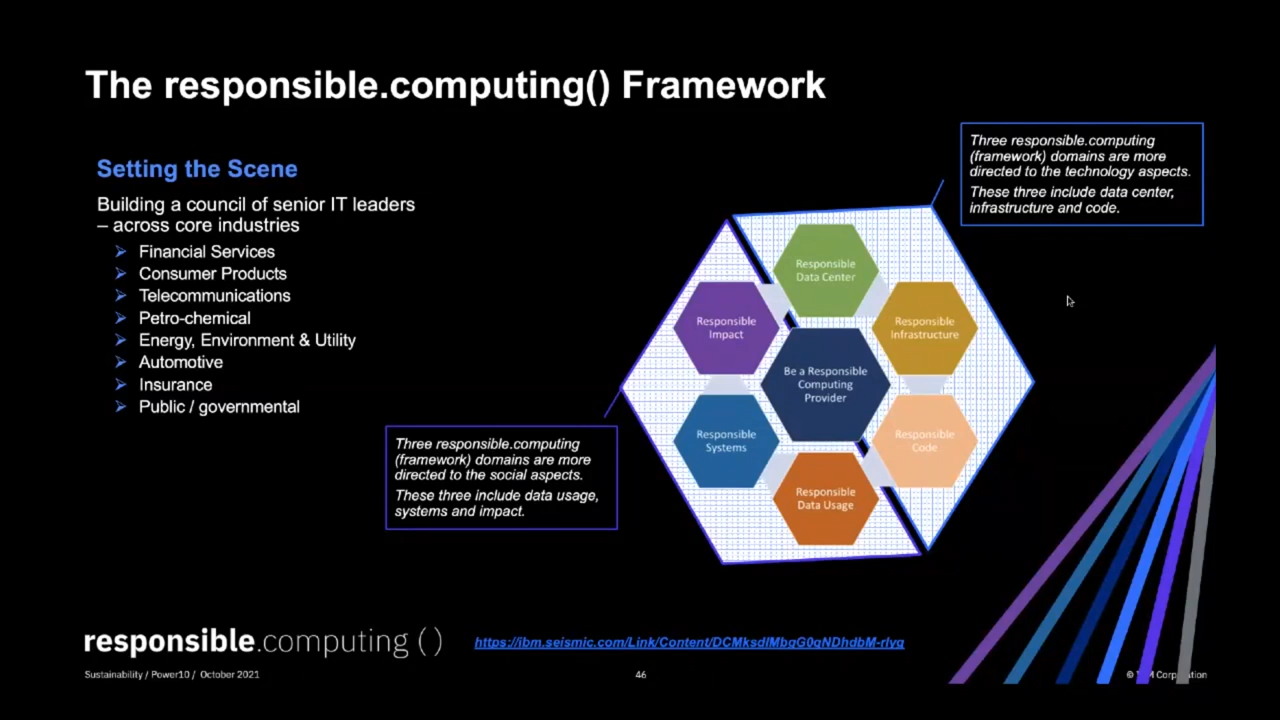 The responsible.computing() Framework
Setting the Scene
Building a council of senior IT leaders
– across core industries
Financial Services
Consumer Products
Telecommunications
Petro-chemical
Energy, Environment & Utility
Automotive
Insurance
Public / governmental
Three responsible.computing
(framework) domains are more
directed to the technology aspects.
These three include data center,
infrastructure and code.
Responsible
Data Center
Responsible
Impact
Responsible
Infrastructure
Be a Responsible
Computing
Provider
Responsible
Systems
Responsible
Code
Responsible
Data Usage
Three responsible.computing
(framework) domains are more
directed to the social aspects.
These three include data usage,
systems and impact.
responsible.computing ( )
Sustainability / Power10 / October 2021
46
©